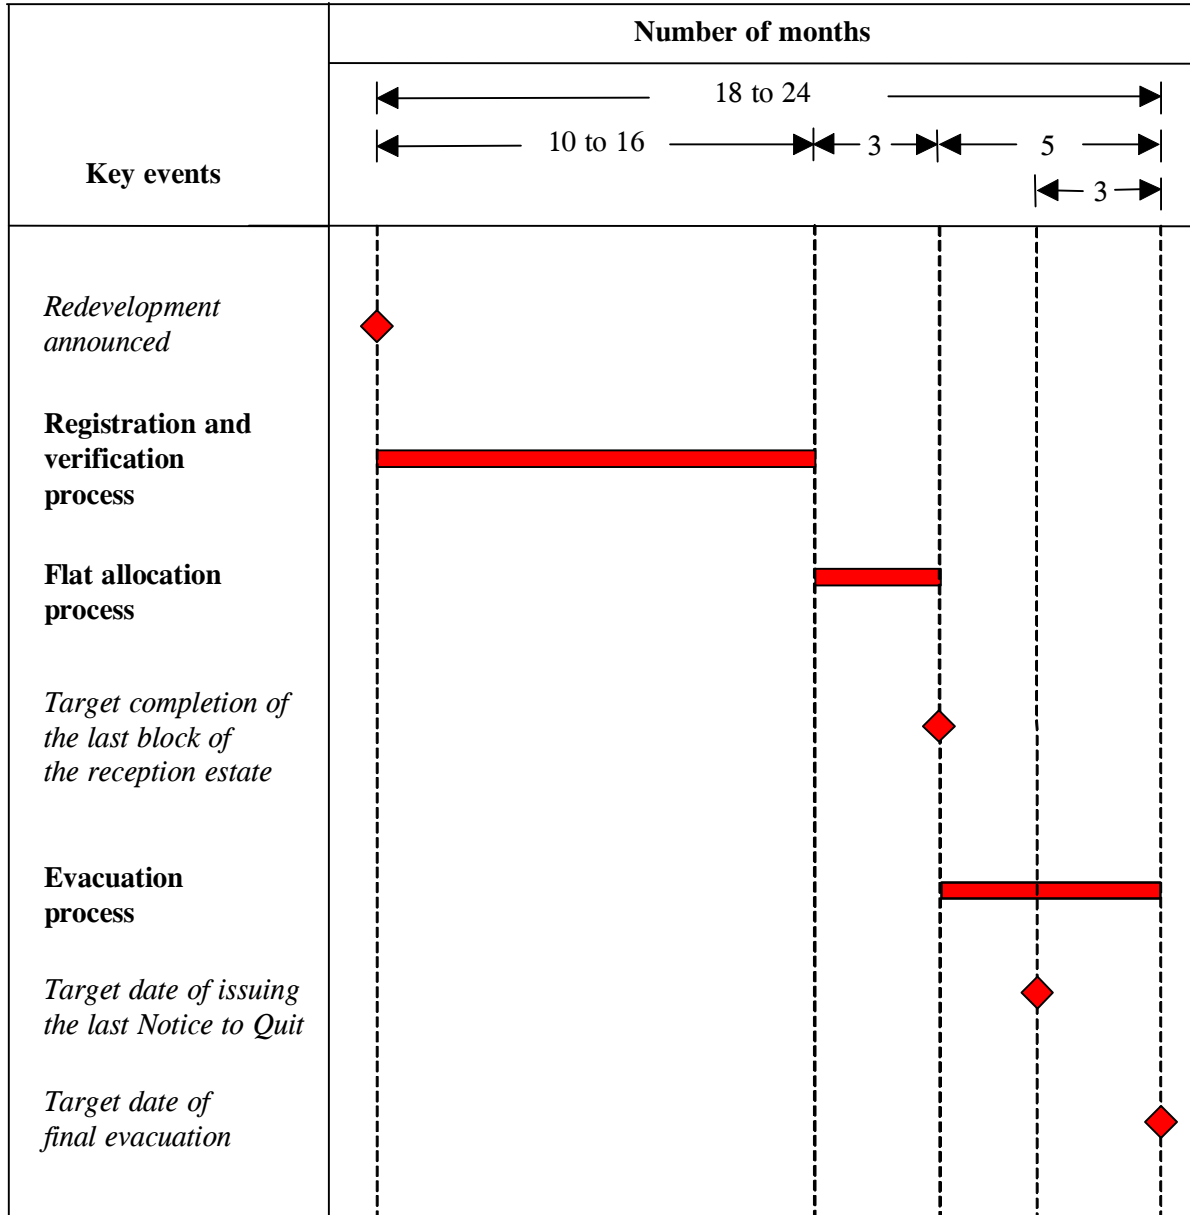 Number of months
18 to 24
10 to 16
3
5
Key events
3
Redevelopment
announced
Registration and
verification
process
Flat allocation
process
Target completion of
the last block of
the reception estate
Evacuation
process
Target date of issuing
the last Notice to Quit
Target date of
final evacuation